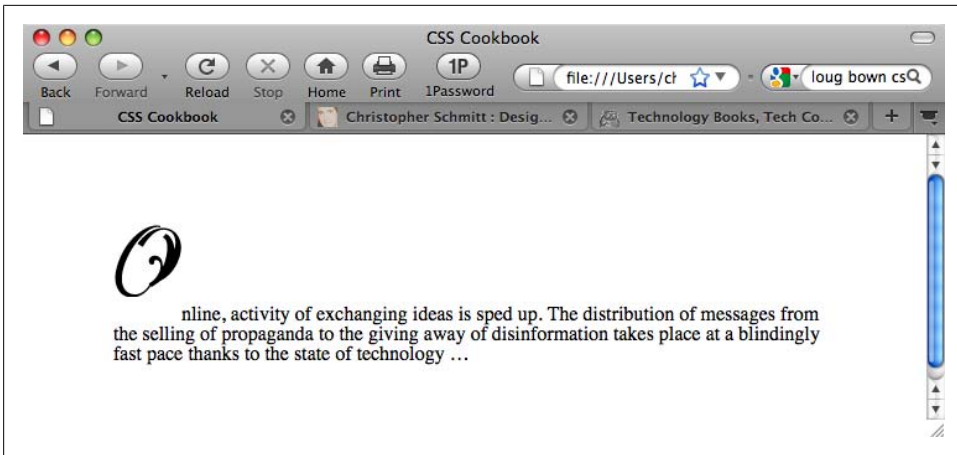 CSS Cookbook
1P
file:///Users/ch
loug bown cs
Back Forward Reload Stop Home Print 1Password
CSS Cookbook Christopher Schmitt : Desig... Technology Books, Tech Co... +
O
nline, activity of exchanging ideas is sped up. The distribution of messages from
the selling of propaganda to the giving away of disinformation takes place at a blindingly
fast pace thanks to the state of technology …